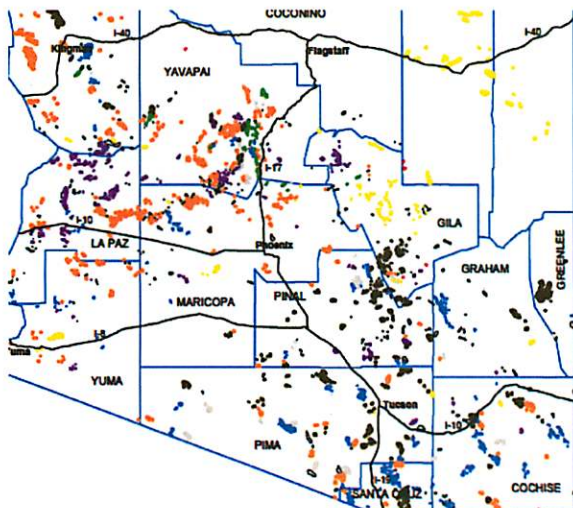 COCONINO
I-40
I-40
Kingman
Flagstaff
YAVAPAI
I-17
I-10
GILA
LA PAZ
Phoenix
GRAHAM
GREENLEE
MARICOPA
PINAL
I-8
YUMA
Tucson
I-10
PIMA
I-19
SANTA CRUZ
COCHISE